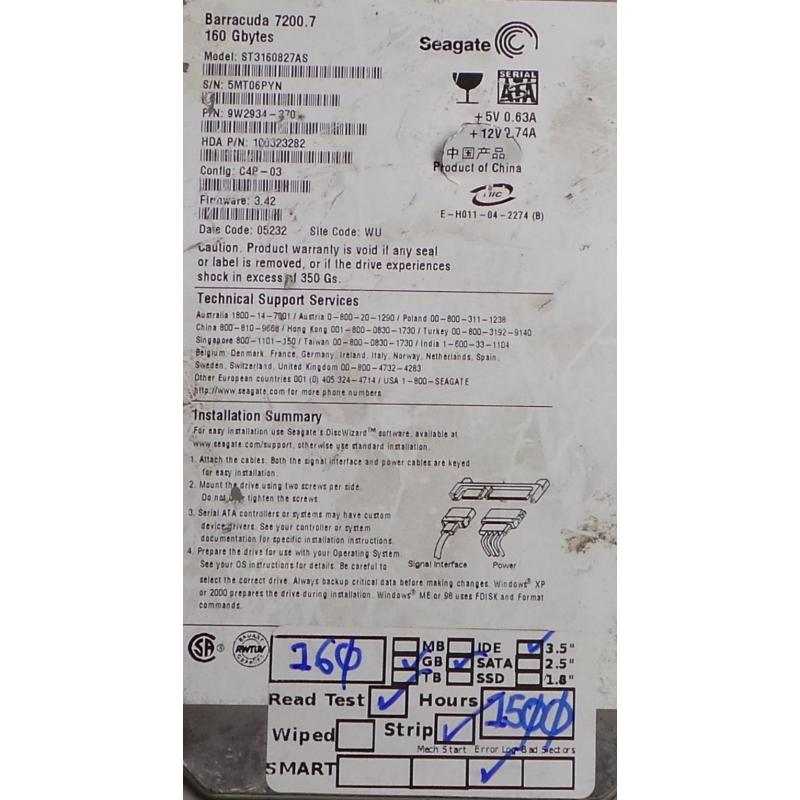 Barracuda 7200.7
160 Gbytes
Seagate
Model: ST3160827AS
S/N: 5MT06PYN
SERIAL
ATA
P/N: 9W2934-370
+5V 0.63A
+12V 2.74A
HDA P/N: 100323282
中国产品
Product of China
Config: C4P-03
Firmware: 3.42
E-H011-04-2274 (B)
Date Code: 05232 Site Code: WU
Caution. Product warranty is void if any seal
or label is removed, or if the drive experiences
shock in excess of 350 Gs.
Technical Support Services
Australia 1800-14-7201 / Austria 0-800-20-1290 / Poland 00-800-311-1238
China 800-810-9668 / Hong Kong 001-800-0830-1730 / Turkey 00-800-3192-9140
Singapore 800-1101-150 / Taiwan 00-800-0830-1730 / India 1-600-33-1104
Belgium, Denmark, France, Germany, Ireland, Italy, Norway, Netherlands, Spain,
Sweden, Switzerland, United Kingdom 00-800-4732-4283
Other European countries 001 (0) 405 324-4714 / USA 1-800-SEAGATE
http://www.seagate.com for more phone numbers
Installation Summary
For easy installation use Seagate's DiscWizard™ software, available at
www.seagate.com/support, otherwise use standard installation.
1. Attach the cables. Both the signal interface and power cables are keyed
for easy installation.
2. Mount the drive using two screws per side.
Do not tighten the screws.
3. Serial ATA controllers or systems may have custom
device drivers. See your controller or system
documentation for specific installation instructions.
4. Prepare the drive for use with your Operating System.
See your OS instructions for details. Be careful to
select the correct drive. Always backup critical data before making changes. Windows® XP
or 2000 prepares the drive during installation. Windows® ME or 98 uses FDISK and Format
commands.
Signal Interface Power
160
MB IDE 3.5"
GB SATA 2.5"
TB SSD 1.8"
Read Test Hours 1500
Wiped Strip
Mech Start Error Log Bad Sectors
SMART